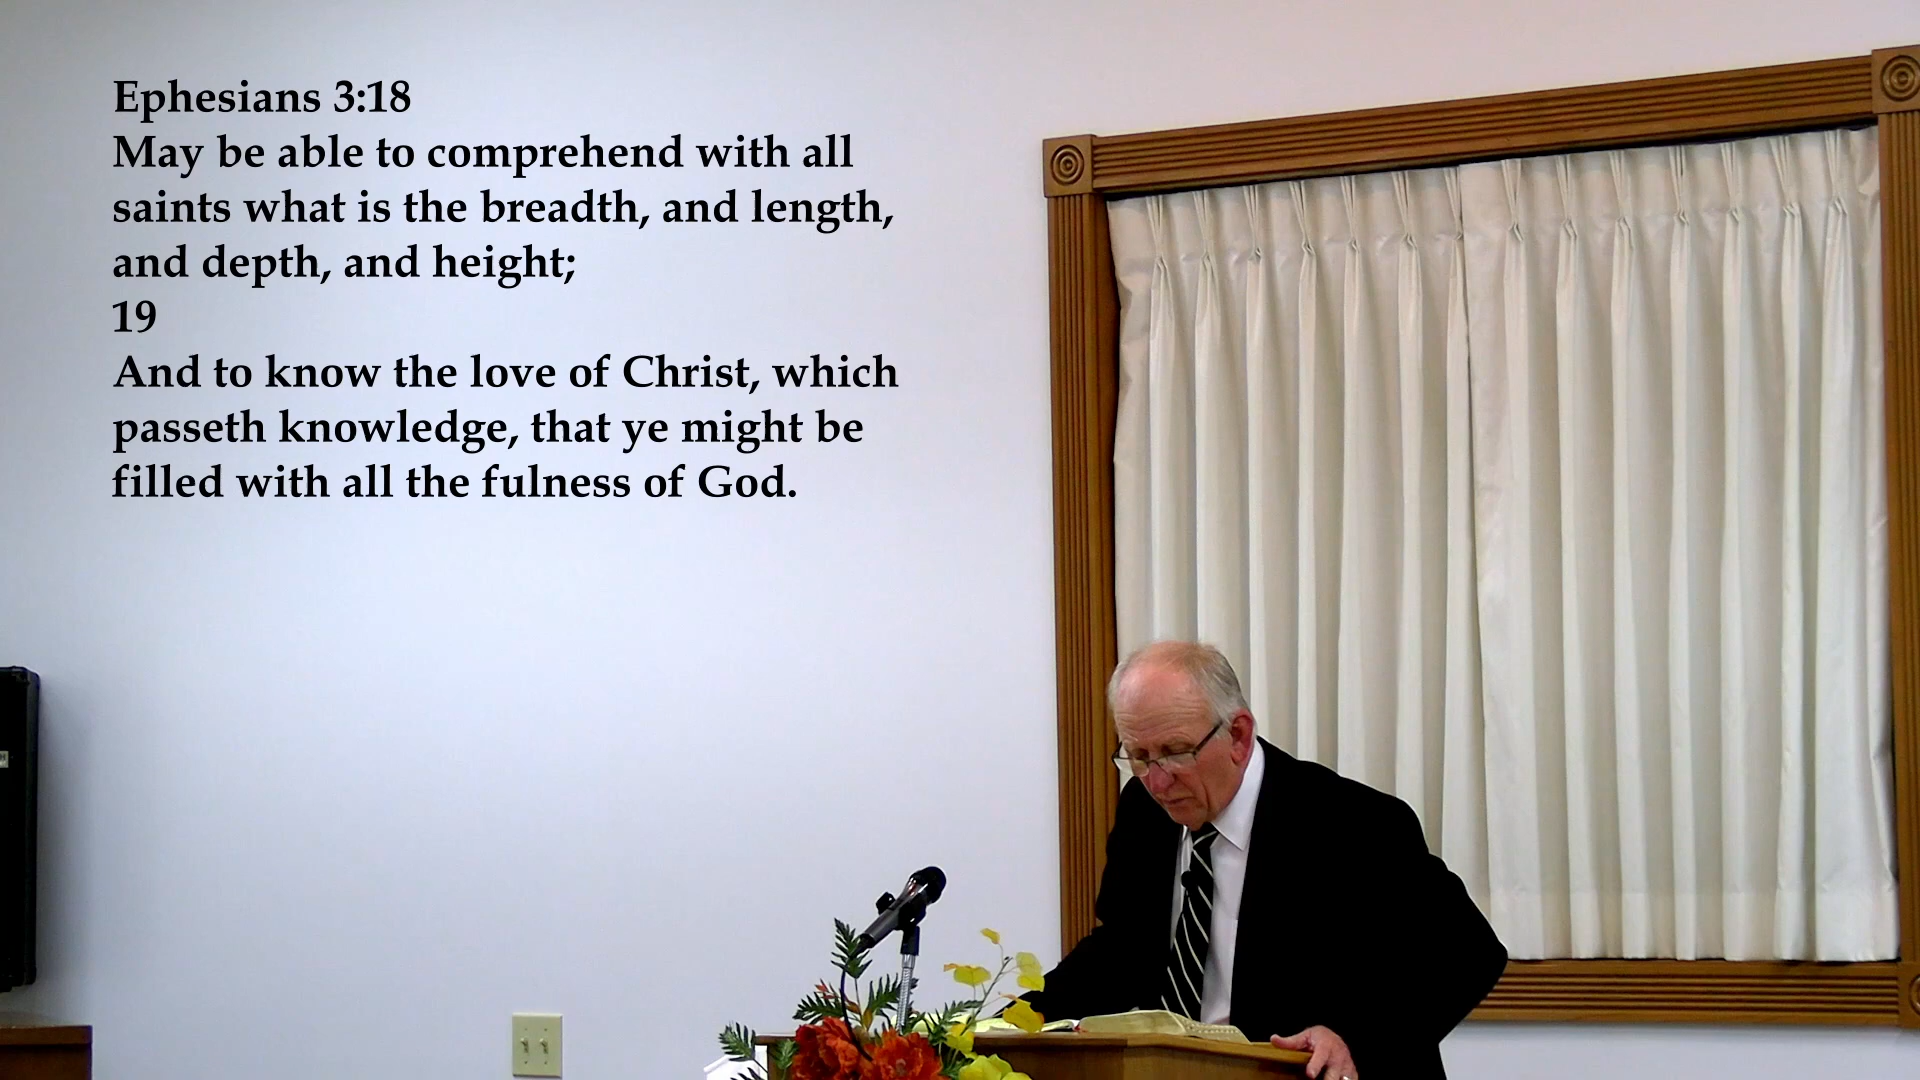 Ephesians 3:18
May be able to comprehend with all
saints what is the breadth, and length,
and depth, and height;
19
And to know the love of Christ, which
passeth knowledge, that ye might be
filled with all the fulness of God.